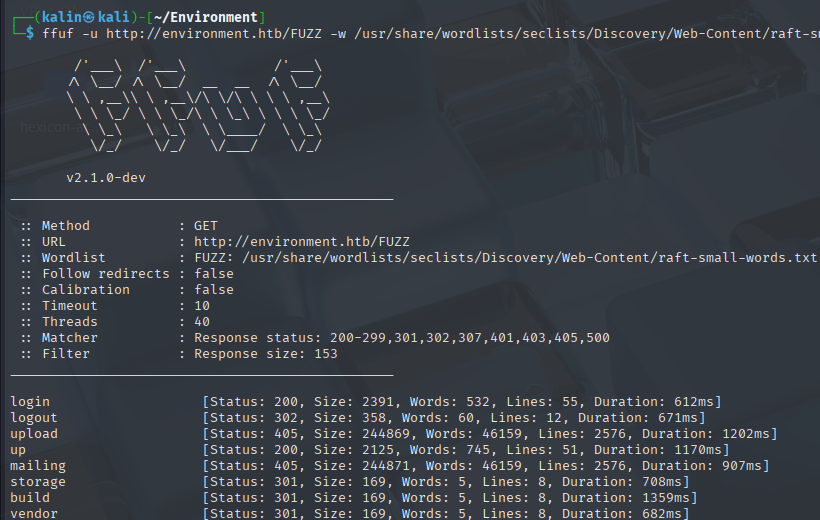 ┌──(kalin㉿kali)-[~/Environment]
└─$ ffuf -u http://environment.htb/FUZZ -w /usr/share/wordlists/seclists/Discovery/Web-Content/raft-sm
v2.1.0-dev
:: Method : GET
:: URL : http://environment.htb/FUZZ
:: Wordlist : FUZZ: /usr/share/wordlists/seclists/Discovery/Web-Content/raft-small-words.txt
:: Follow redirects : false
:: Calibration : false
:: Timeout : 10
:: Threads : 40
:: Matcher : Response status: 200-299,301,302,307,401,403,405,500
:: Filter : Response size: 153
login [Status: 200, Size: 2391, Words: 532, Lines: 55, Duration: 612ms]
logout [Status: 302, Size: 358, Words: 60, Lines: 12, Duration: 671ms]
upload [Status: 405, Size: 244869, Words: 46159, Lines: 2576, Duration: 1202ms]
up [Status: 200, Size: 2125, Words: 745, Lines: 51, Duration: 1170ms]
mailing [Status: 405, Size: 244871, Words: 46159, Lines: 2576, Duration: 907ms]
storage [Status: 301, Size: 169, Words: 5, Lines: 8, Duration: 708ms]
build [Status: 301, Size: 169, Words: 5, Lines: 8, Duration: 1359ms]
vendor [Status: 301, Size: 169, Words: 5, Lines: 8, Duration: 682ms]